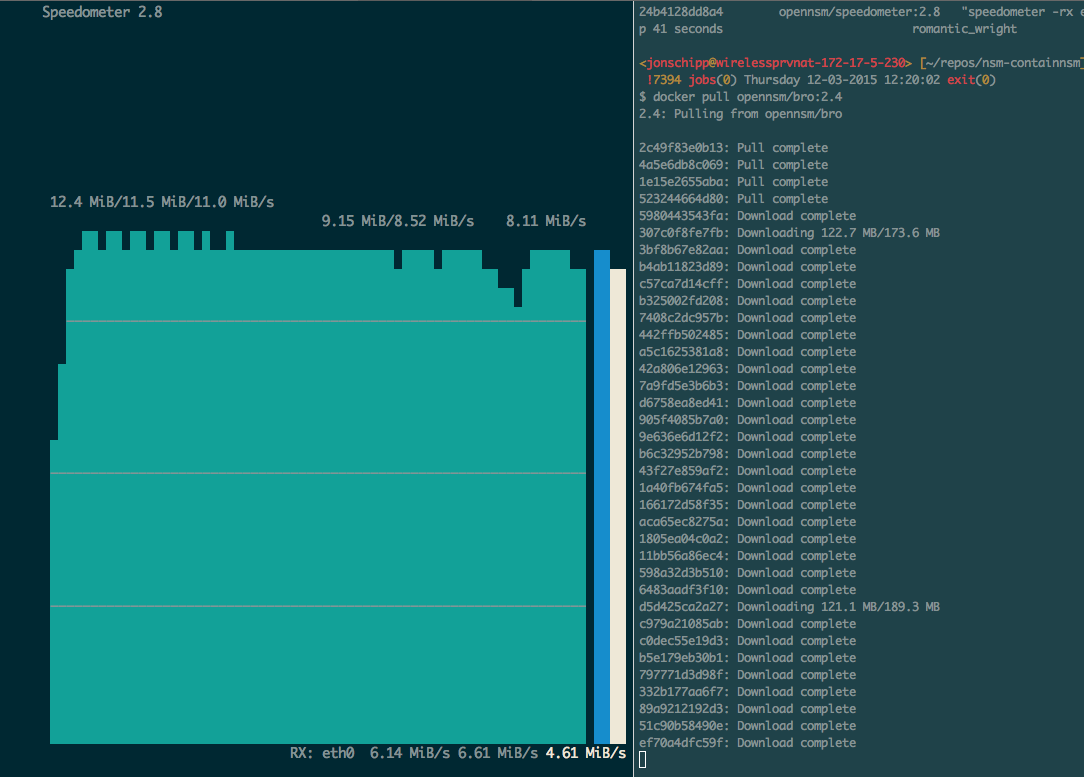 Speedometer 2.8
12.4 MiB/11.5 MiB/11.0 MiB/s
9.15 MiB/8.52 MiB/s 8.11 MiB/s
RX: eth0 6.14 MiB/s 6.61 MiB/s 4.61 MiB/s
24b4128dd8a4 opennsm/speedometer:2.8 "speedometer -rx e
p 41 seconds romantic_wright
<jonschipp@wirelessprvnat-172-17-5-230> [~/repos/nsm-containnsm]
!7394 jobs(0) Thursday 12-03-2015 12:20:02 exit(0)
$ docker pull opennsm/bro:2.4
2.4: Pulling from opennsm/bro
2c49f83e0b13: Pull complete
4a5e6db8c069: Pull complete
1e15e2655aba: Pull complete
523244664d80: Pull complete
5980443543fa: Download complete
307c0f8fe7fb: Downloading 122.7 MB/173.6 MB
3bf8b67e82aa: Download complete
b4ab11823d89: Download complete
c57ca7d14cff: Download complete
b325002fd208: Download complete
7408c2dc957b: Download complete
442ffb502485: Download complete
a5c1625381a8: Download complete
42a806e12963: Download complete
7a9fd5e3b6b3: Download complete
d6758ea8ed41: Download complete
905f4085b7a0: Download complete
9e636e6d12f2: Download complete
b6c32952b798: Download complete
43f27e859af2: Download complete
1a40fb674fa5: Download complete
166172d58f35: Download complete
aca65ec8275a: Download complete
1805ea04c0a2: Download complete
11bb56a86ec4: Download complete
598a32d3b510: Download complete
6483aadf3f10: Download complete
d5d425ca2a27: Downloading 121.1 MB/189.3 MB
c979a21085ab: Download complete
c0dec55e19d3: Download complete
b5e179eb30b1: Download complete
797771d3d98f: Download complete
332b177aa6f7: Download complete
89a9212192d3: Download complete
51c90b58490e: Download complete
ef70a4dfc59f: Download complete